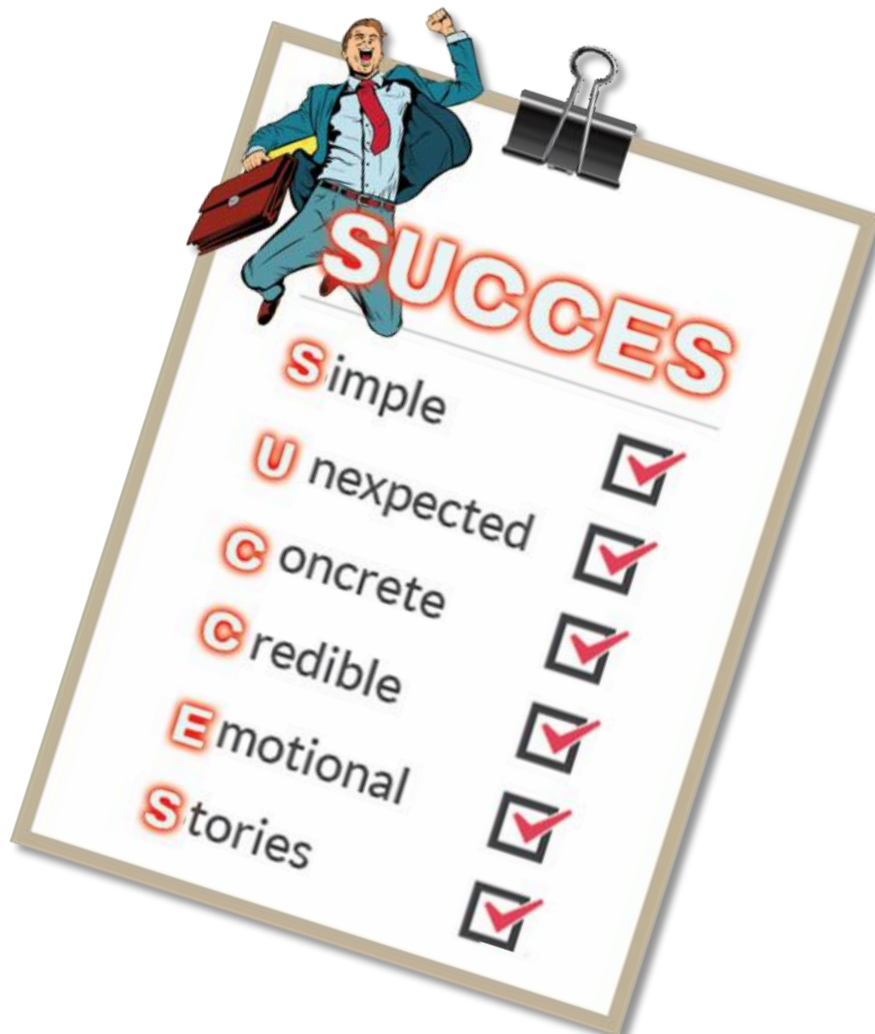 SUCCES
Simple
Unexpected
Concrete
Credible
Emotional
Stories